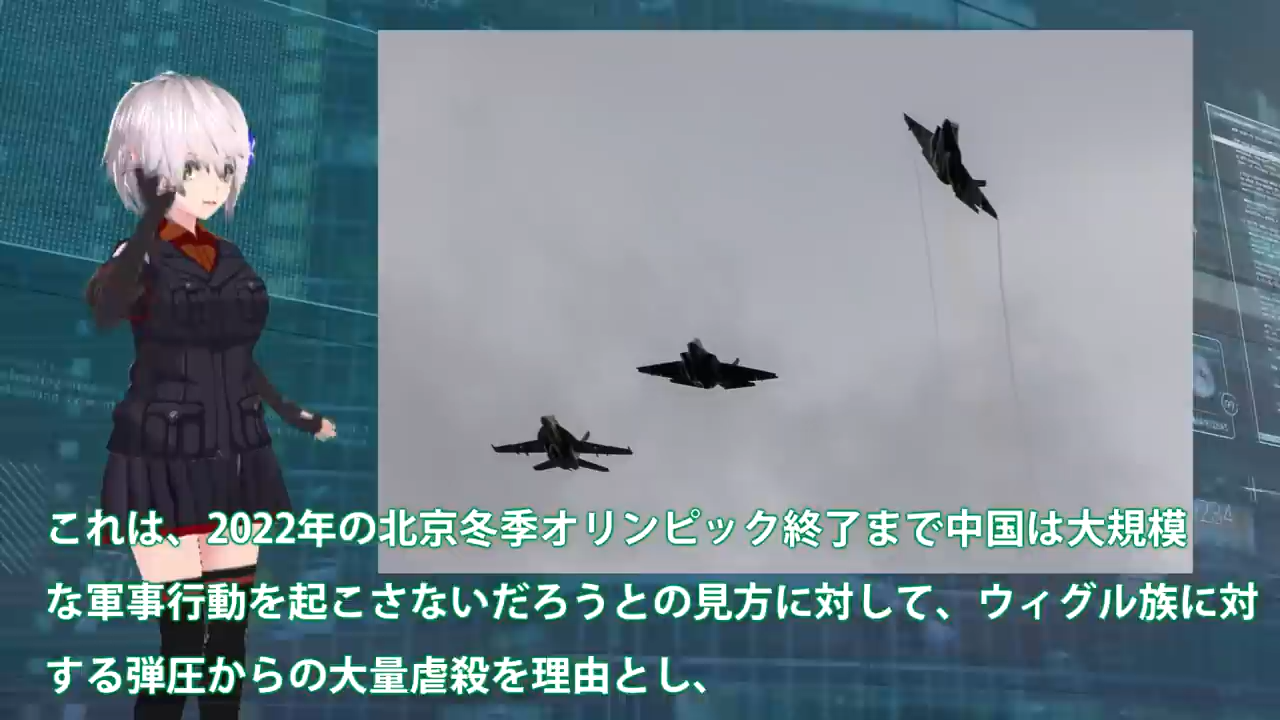 これは、2022年の北京冬季オリンピック終了まで中国は大規模
な軍事行動を起こさないだろうとの見方に対して、ウィグル族に対
する弾圧からの大量虐殺を理由とし、